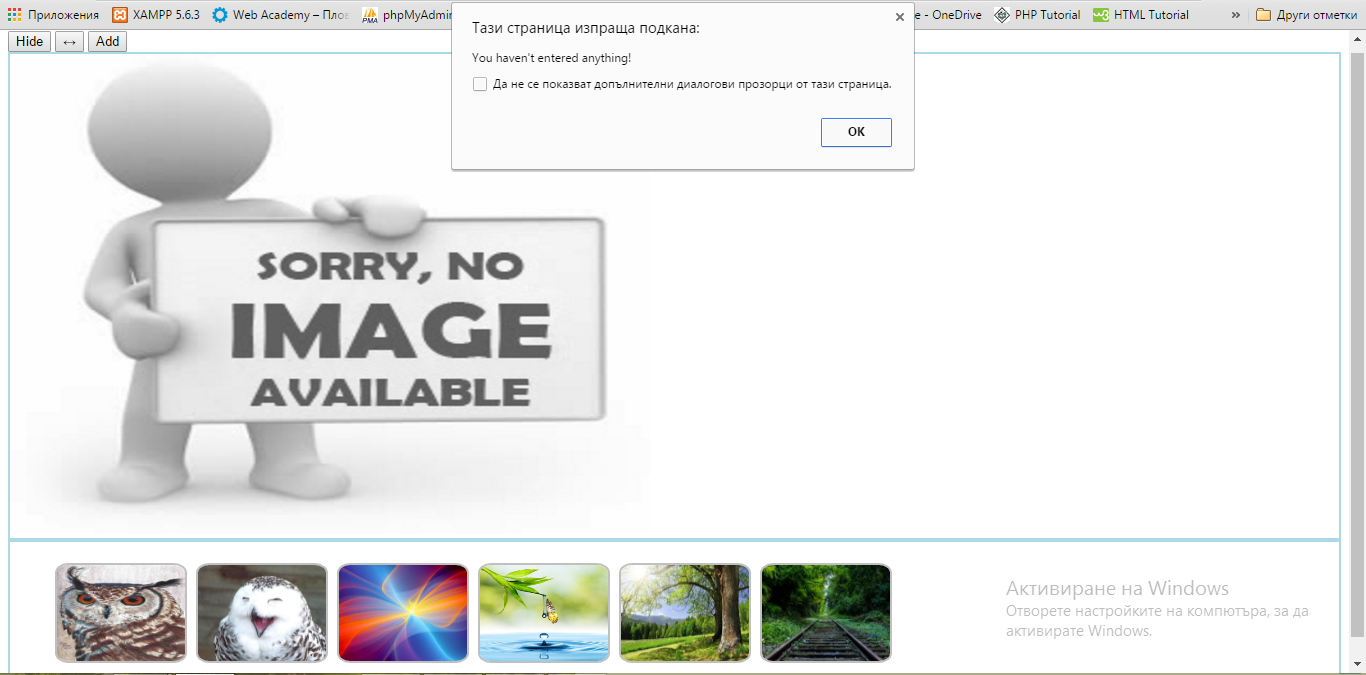 Приложения XAMPP 5.6.3 Web Academy – Плов phpMyAdmin e - OneDrive PHP Tutorial HTML Tutorial » Други отметки
Hide ↔ Add
Тази страница изпраща подкана:
You haven't entered anything!
Да не се показват допълнителни диалогови прозорци от тази страница.
OK
SORRY, NO
IMAGE
AVAILABLE
Активиране на Windows
Отворете настройките на компютъра, за да
активирате Windows.